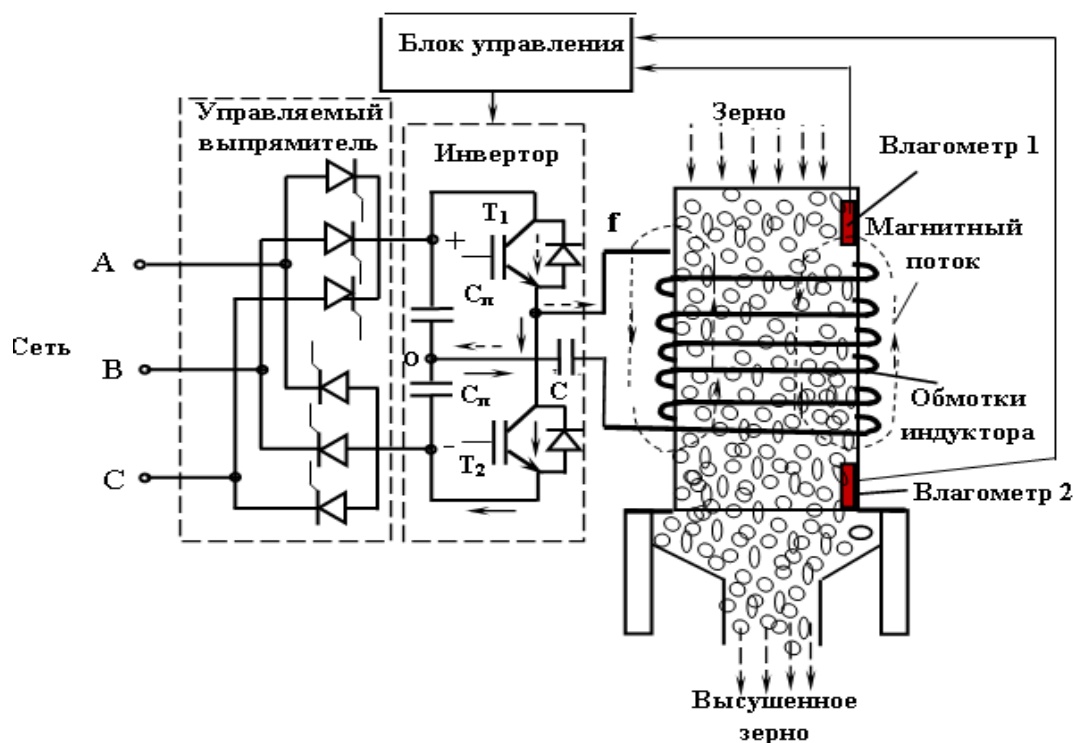 Блок управления
Управляемый
выпрямитель
Инвертор
Зерно
Влагометр 1
Магнитный
поток
T1
f
+
A
Cп
Сеть
B
o
C
Cп
Обмотки
индуктора
-
T2
C
Влагометр 2
Высушенное
зерно